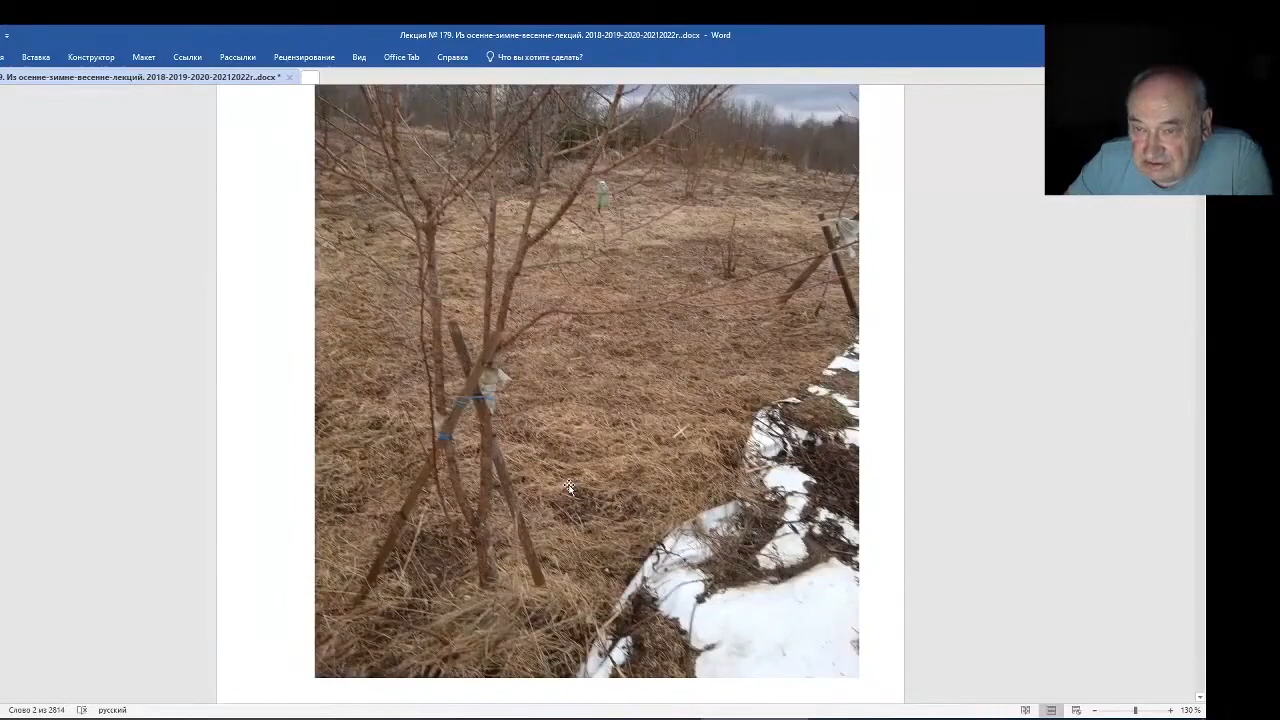 Лекция № 179. Из осенне-зимне-весенне-лекций. 2018-2019-2020-20212022г..docx - Word
я Вставка Конструктор Макет Ссылки Рассылки Рецензирование Вид Office Tab Справка Что вы хотите сделать?
9. Из осенне-зимне-весенне-лекций. 2018-2019-2020-20212022г..docx *
Слово 2 из 2814 русский 130 %